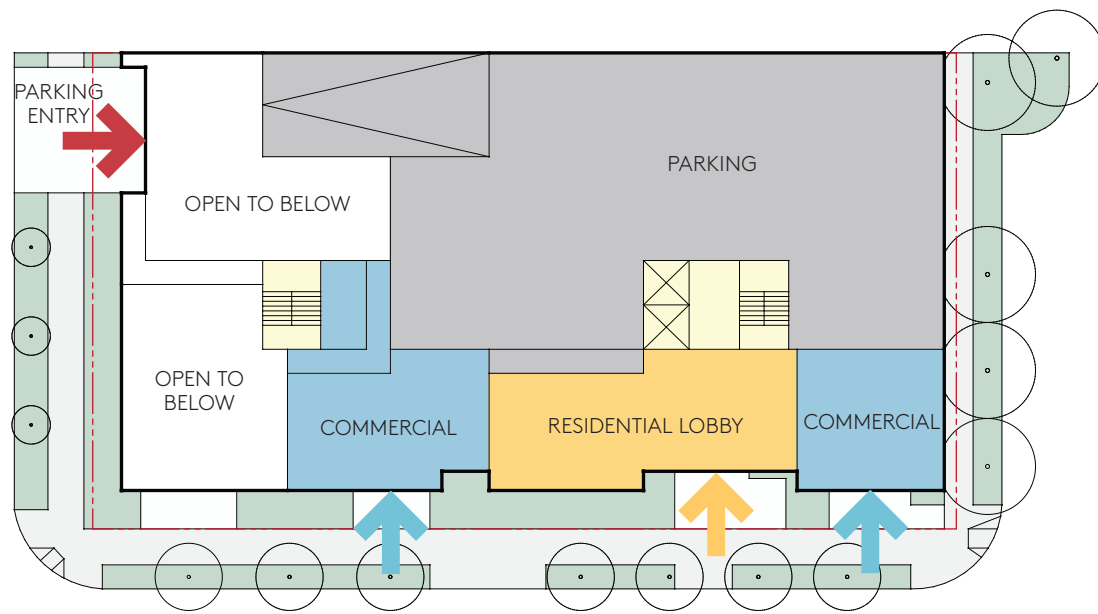 PARKING
ENTRY
PARKING
OPEN TO BELOW
OPEN TO
BELOW
COMMERCIAL
RESIDENTIAL LOBBY
COMMERCIAL